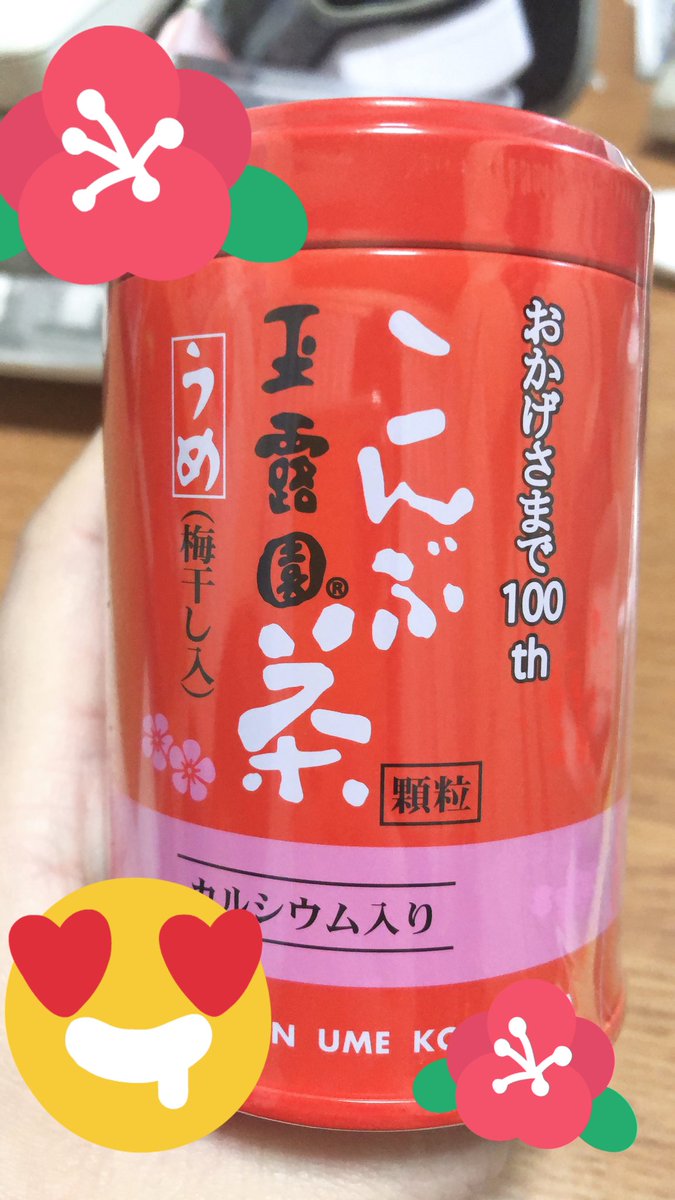 おかげさまで100th
こんぶ茶
顆粒
玉露園®
うめ
(梅干し入)
カルシウム入り
N UME KO